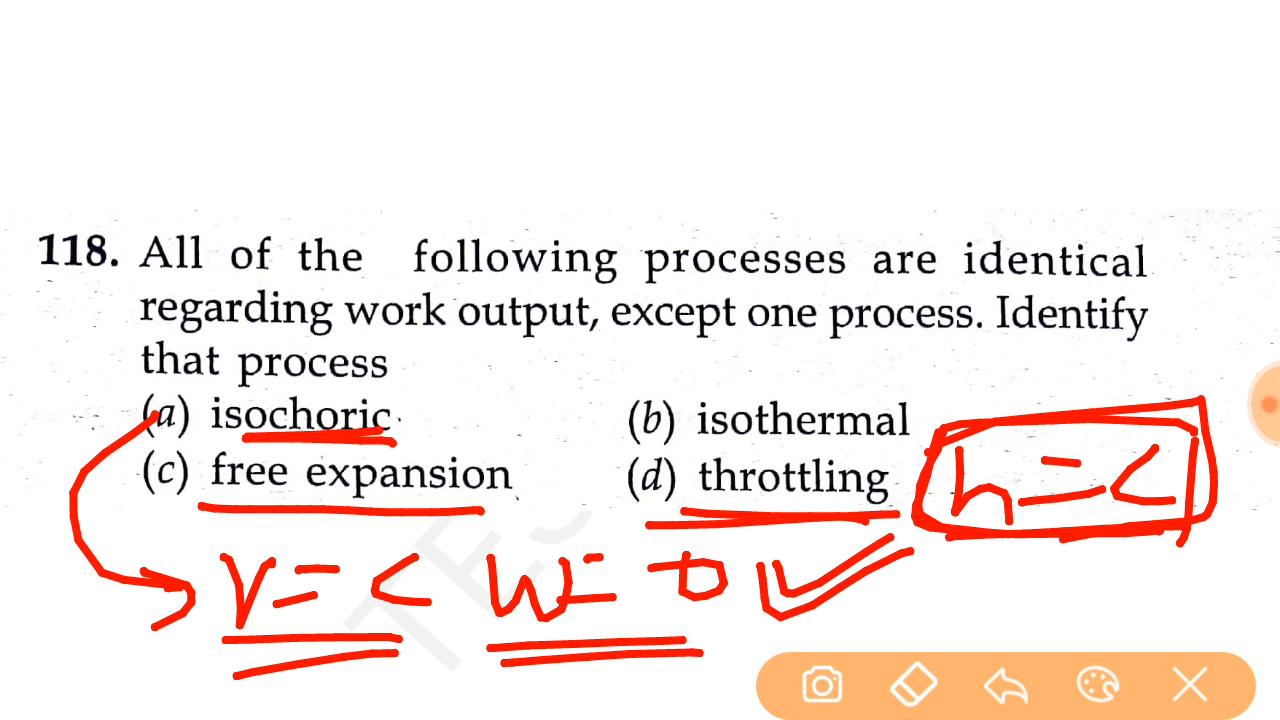 118. All of the following processes are identical
regarding work output, except one process. Identify
that process
(a) isochoric (b) isothermal
(c) free expansion (d) throttling
h = C
V = C W = 0
TES